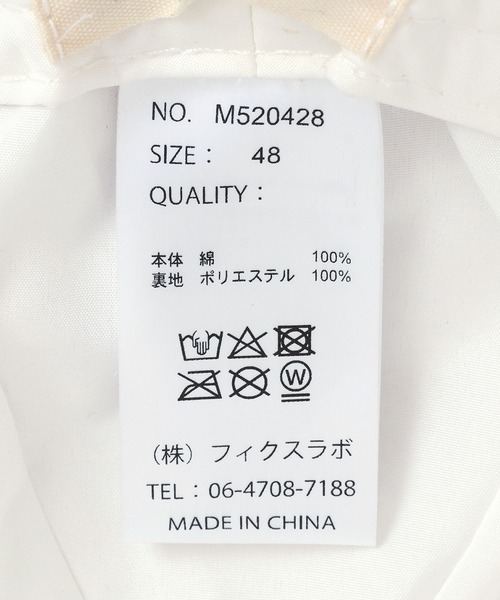 NO. M520428
SIZE : 48
QUALITY :
本体 綿 100%
裏地 ポリエステル 100%
W
（株）フィクスラボ
TEL : 06-4708-7188
MADE IN CHINA